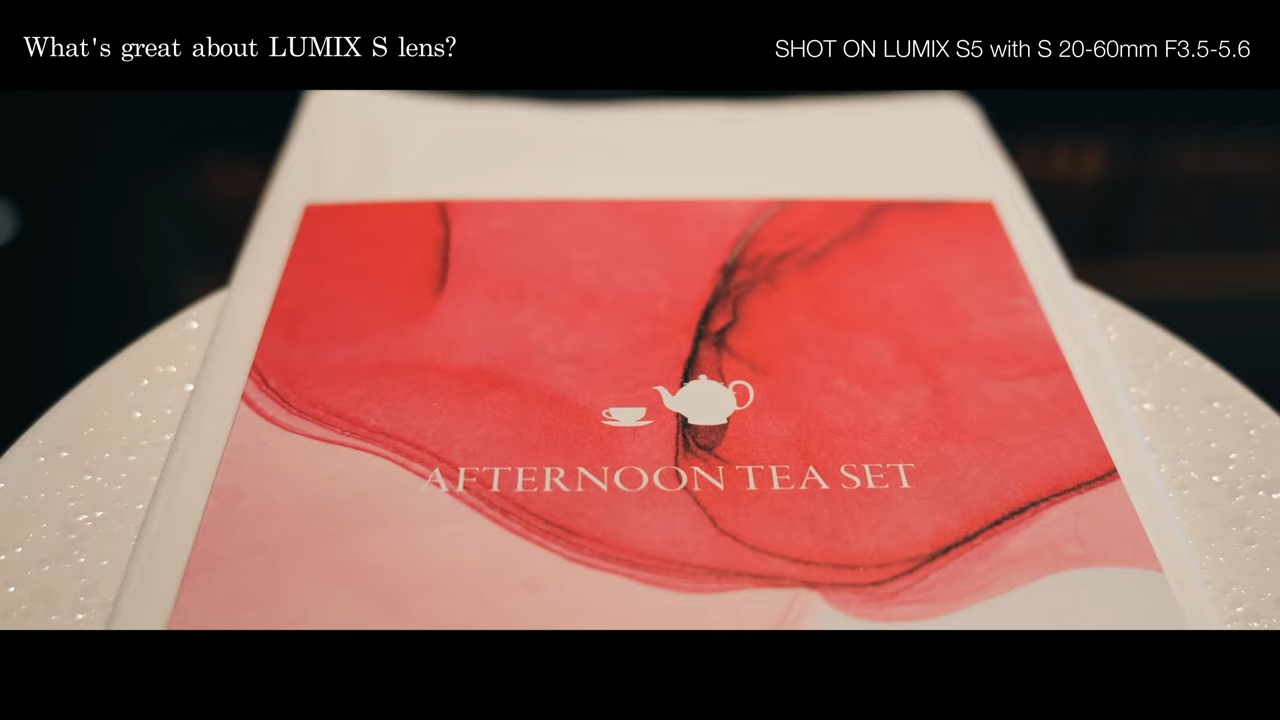 What's great about LUMIX S lens?
SHOT ON LUMIX S5 with S 20-60mm F3.5-5.6
AFTERNOON TEA SET